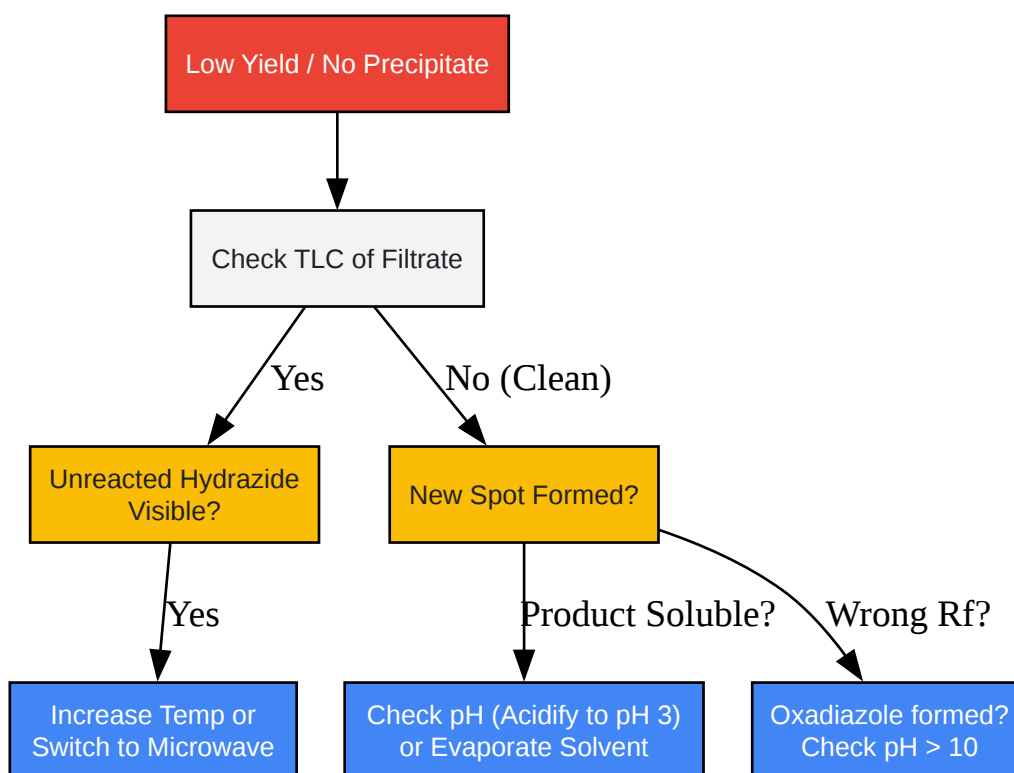 Low Yield / No Precipitate
Check TLC of Filtrate
Yes
No (Clean)
Unreacted Hydrazide
Visible?
New Spot Formed?
Yes
Product Soluble?
Wrong Rf?
Increase Temp or
Switch to Microwave
Check pH (Acidify to pH 3)
or Evaporate Solvent
Oxadiazole formed?
Check pH > 10